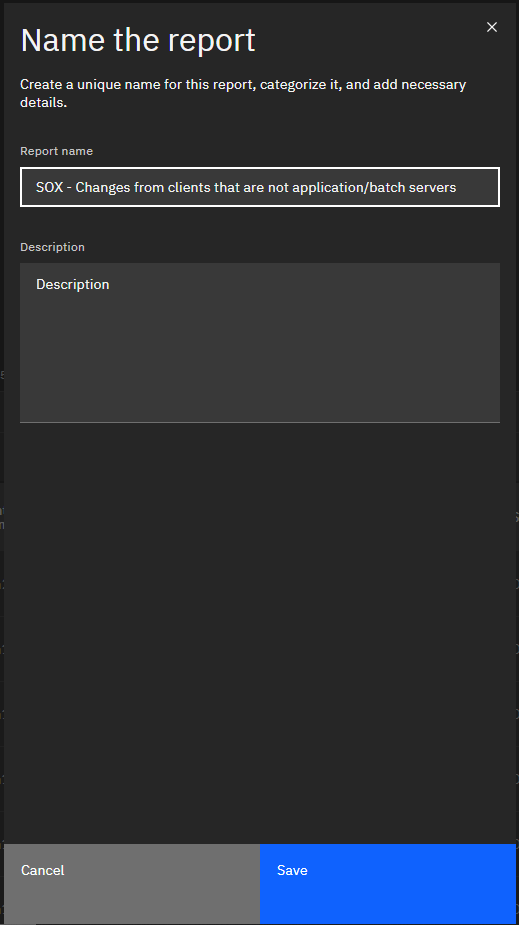 Name the report
Create a unique name for this report, categorize it, and add necessary
details.
Report name
SOX - Changes from clients that are not application/batch servers
Description
Description
Cancel
Save